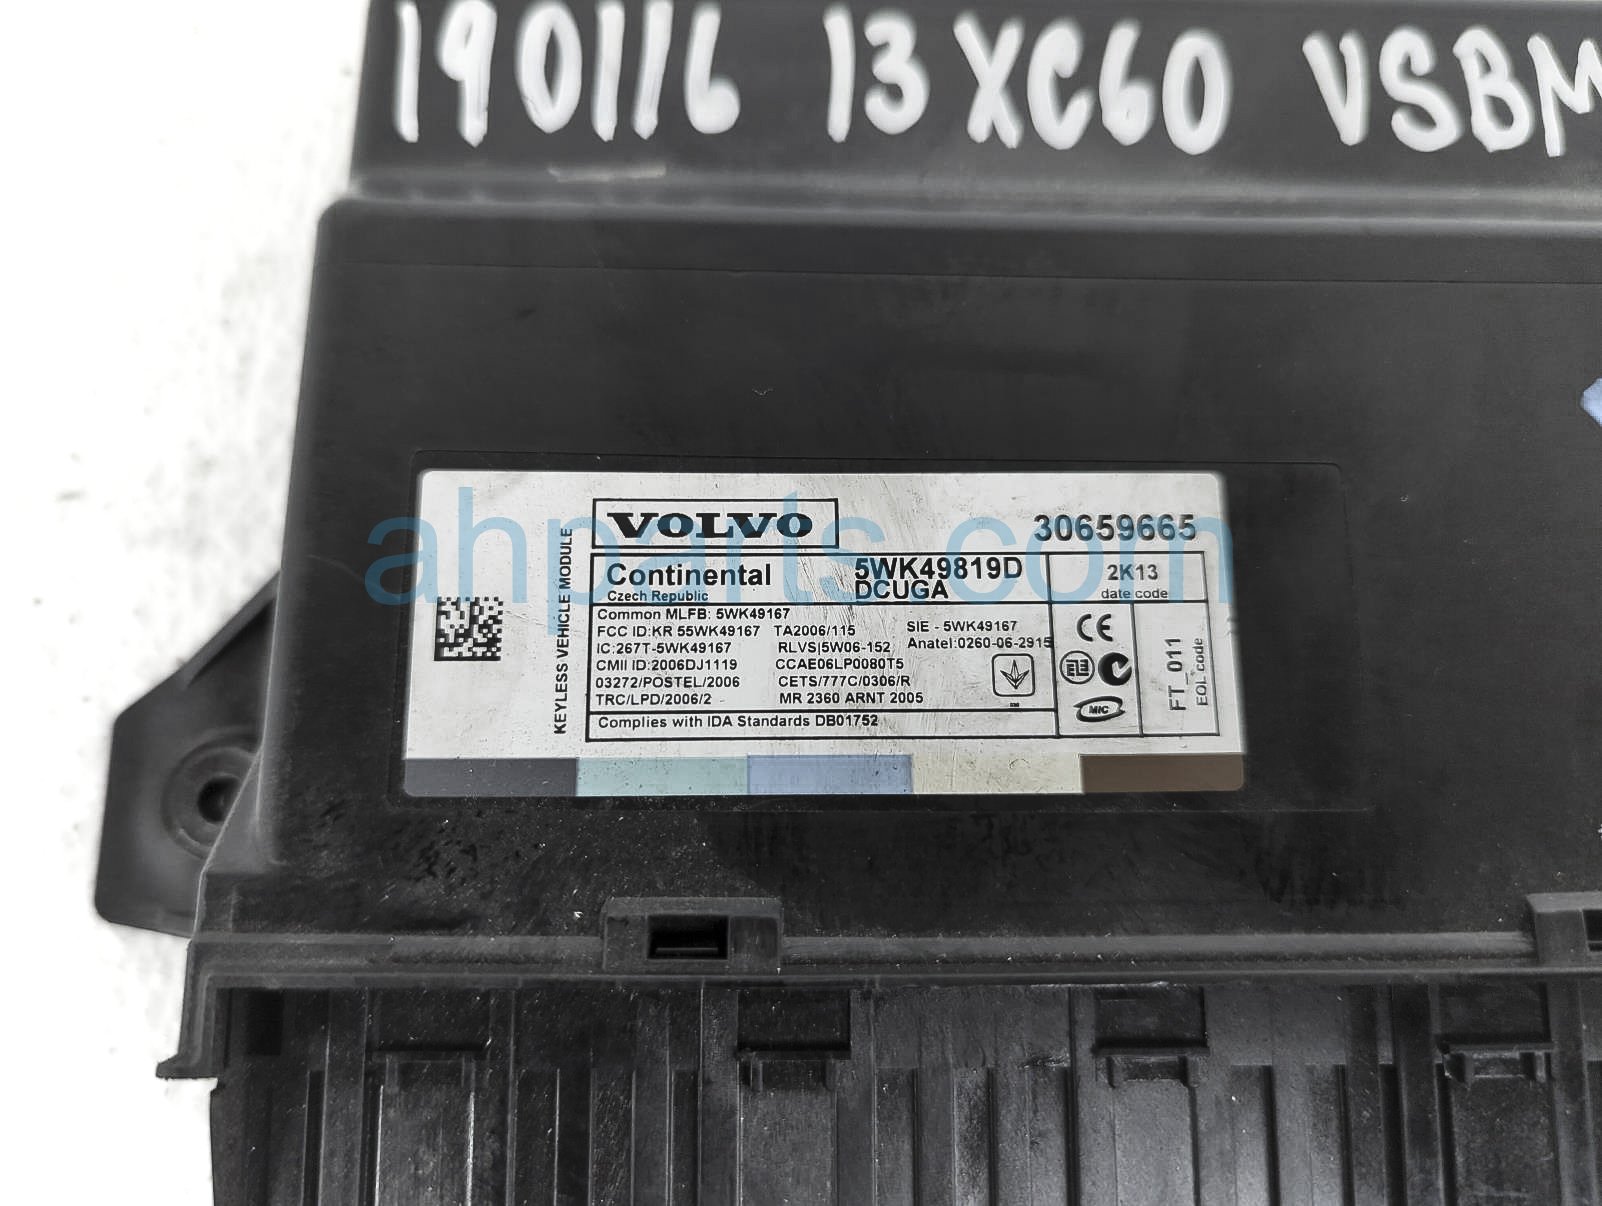 190116 13 XC60 VSBM
ahparts.com
VOLVO
30659665
KEYLESS VEHICLE MODULE
Continental 5WK49819D
Czech Republic DCUGA
2K13
date code
Common MLFB: 5WK49167
FCC ID:KR 55WK49167 TA2006/115 SIE - 5WK49167
IC:267T-5WK49167 RLVS|5W06-152 Anatel:0260-06-2915
CMII ID:2006DJ1119 CCAE06LP0080T5
03272/POSTEL/2006 CETS/777C/0306/R
TRC/LPD/2006/2 MR 2360 ARNT 2005
Complies with IDA Standards DB01752
CE
MIC
FT_011
EOL code